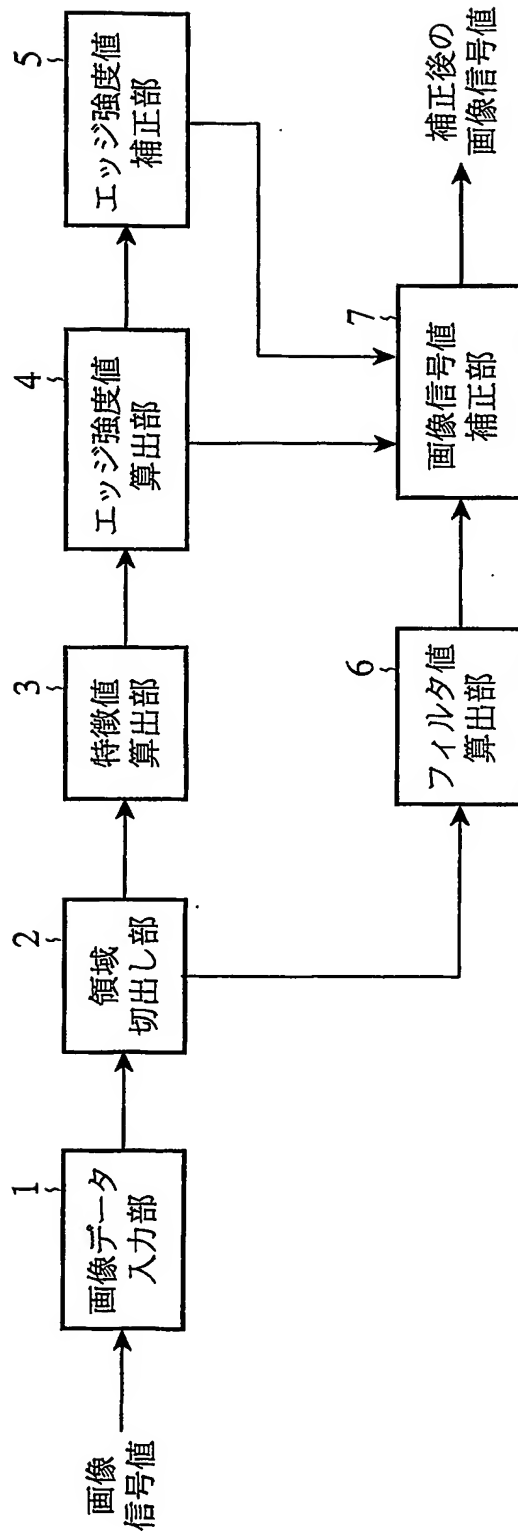 画像
信号値
1
画像データ
入力部
2
領域
切出し部
3
特徴値
算出部
4
エッジ強度値
算出部
5
エッジ強度値
補正部
6
フィルタ値
算出部
7
画像信号値
補正部
補正後の
画像信号値